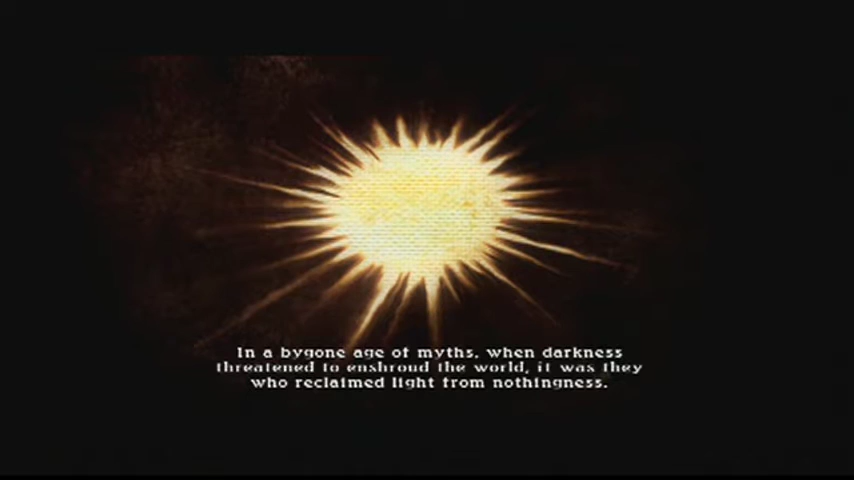 In a bygone age of myths, when darkness
threatened to enshroud the world, it was they
who reclaimed light from nothingness.